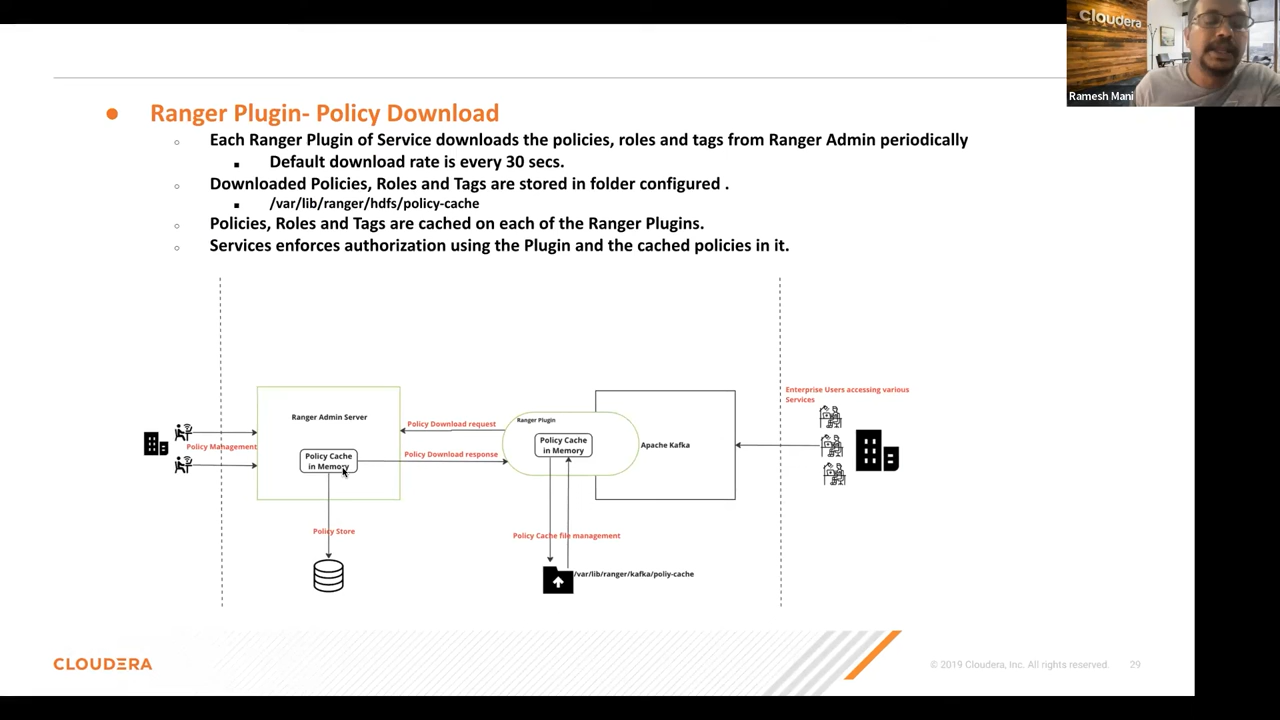 cloudera
Ramesh Mani
Ranger Plugin- Policy Download
Each Ranger Plugin of Service downloads the policies, roles and tags from Ranger Admin periodically
Default download rate is every 30 secs.
Downloaded Policies, Roles and Tags are stored in folder configured .
/var/lib/ranger/hdfs/policy-cache
Policies, Roles and Tags are cached on each of the Ranger Plugins.
Services enforces authorization using the Plugin and the cached policies in it.
Enterprise Users accessing various
Services
Ranger Admin Server
Policy Download request
Ranger Plugin
Policy Cache
in Memory
Apache Kafka
Policy Management
Policy Cache
in Memory
Policy Download response
Policy Store
Policy Cache file management
/var/lib/ranger/kafka/poliy-cache
CLOUDERA
© 2019 Cloudera, Inc. All rights reserved.
29